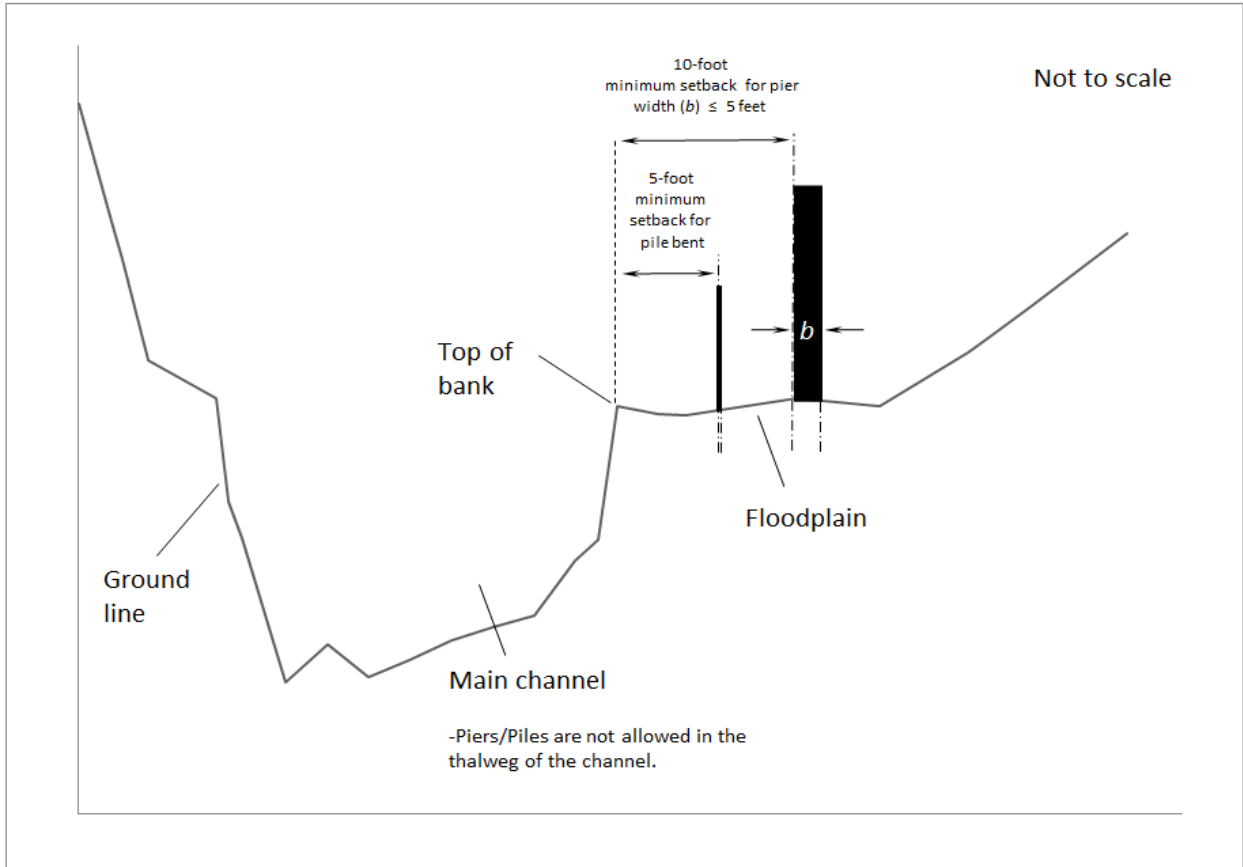 10-foot
minimum setback for pier
width (b) ≤ 5 feet
Not to scale
5-foot
minimum
setback for
pile bent
b
Top of
bank
Floodplain
Ground
line
Main channel
-Piers/Piles are not allowed in the
thalweg of the channel.